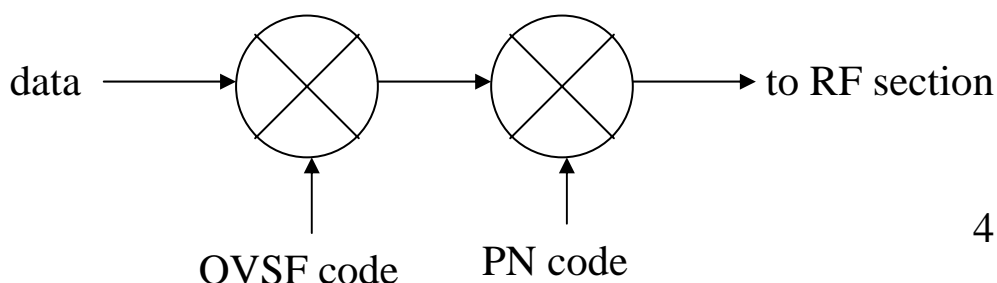 data
to RF section
4
OVSF code
PN code